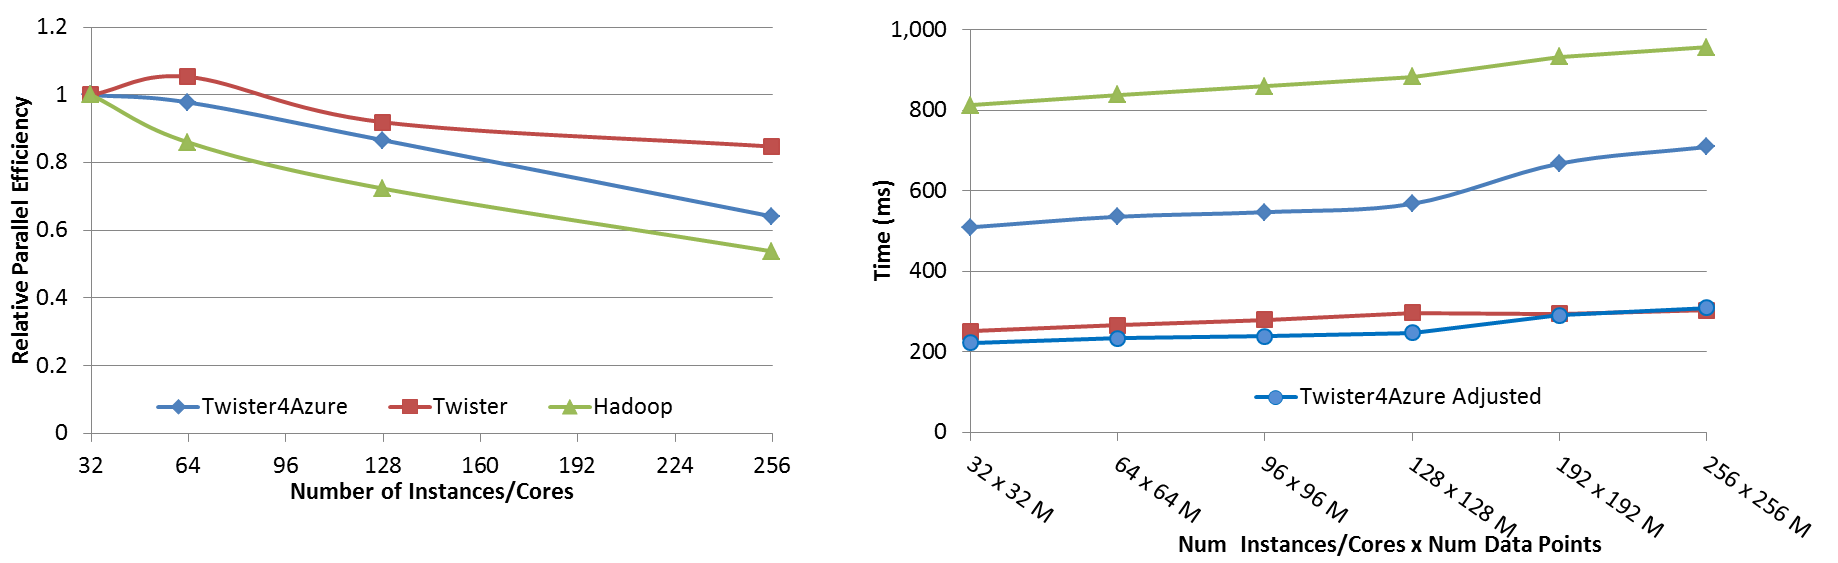 1.2
1
0.8
0.6
0.4
0.2
0
Relative Parallel Efficiency
Twister4Azure
Twister
Hadoop
32 64 96 128 160 192 224 256
Number of Instances/Cores
1,000
800
600
400
200
0
Time (ms)
Twister4Azure Adjusted
32 x 32 M
64 x 64 M
96 x 96 M
128 x 128 M
192 x 192 M
256 x 256 M
Num Instances/Cores x Num Data Points